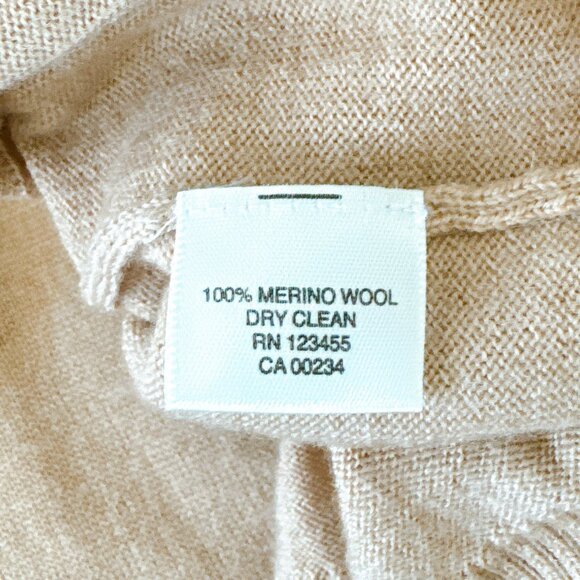 100% MERINO WOOL
DRY CLEAN
RN 123455
CA 00234